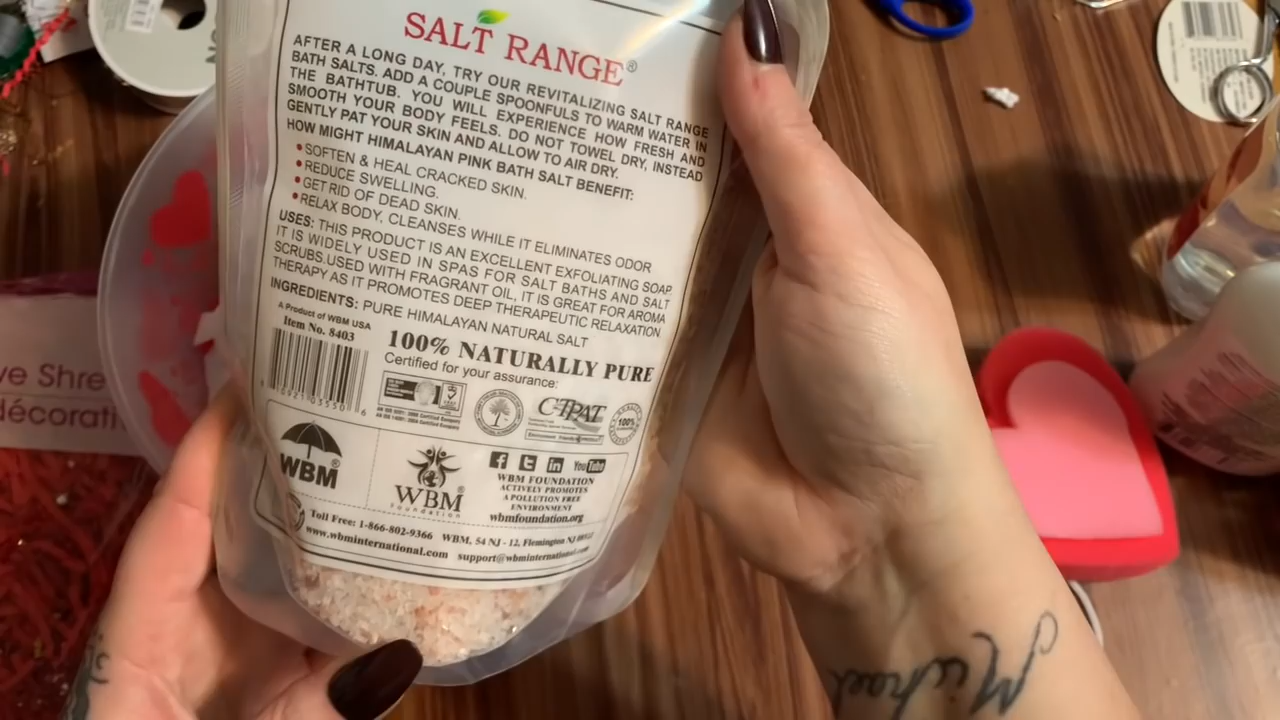 SALT RANGE®
AFTER A LONG DAY, TRY OUR REVITALIZING SALT RANGE
BATH SALTS. ADD A COUPLE SPOONFULS TO WARM WATER IN
THE BATHTUB. YOU WILL EXPERIENCE HOW FRESH AND
SMOOTH YOUR BODY FEELS. DO NOT TOWEL DRY, INSTEAD
GENTLY PAT YOUR SKIN AND ALLOW TO AIR DRY.
HOW MIGHT HIMALAYAN PINK BATH SALT BENEFIT:
•SOFTEN & HEAL CRACKED SKIN.
•REDUCE SWELLING.
•GET RID OF DEAD SKIN.
•RELAX BODY, CLEANSES WHILE IT ELIMINATES ODOR
USES: THIS PRODUCT IS AN EXCELLENT EXFOLIATING SOAP.
IT IS WIDELY USED IN SPAS FOR SALT BATHS AND SALT
SCRUBS.USED WITH FRAGRANT OIL, IT IS GREAT FOR AROMA
THERAPY AS IT PROMOTES DEEP THERAPEUTIC RELAXATION.
INGREDIENTS: PURE HIMALAYAN NATURAL SALT
A Product of WBM USA
Item No. 8403
100% NATURALLY PURE
Certified for your assurance:
C-TPAT
100%
WBM®
WBM®
Foundation
You Tube
WBM FOUNDATION
ACTIVELY PROMOTES
A POLLUTION FREE
ENVIRONMENT
wbmfoundation.org
Toll Free: 1-866-802-9366 WBM, 54 NJ - 12, Flemington NJ
www.wbminternational.com support@wbminternational.com
ve Shre
décorati
Michael